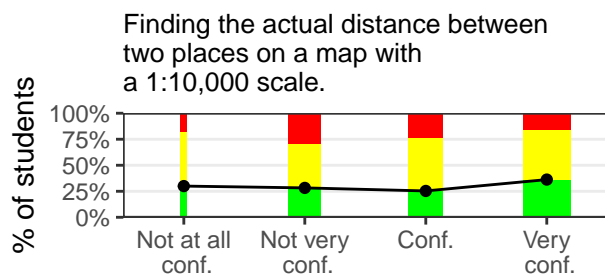 Finding the actual distance between
two places on a map with
a 1:10,000 scale.
% of students
100%
75%
50%
25%
0%
Not at all
conf.
Not very
conf.
Conf.
Very
conf.